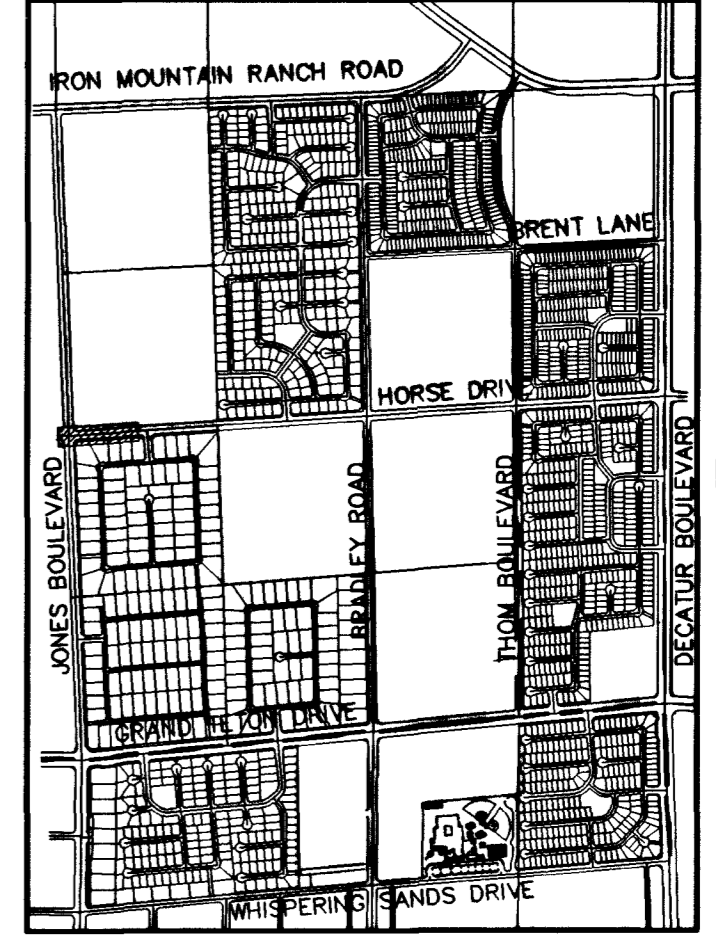 IRON MOUNTAIN RANCH ROAD
BRENT LANE
HORSE DRIVE
JONES BOULEVARD
BRADLEY ROAD
THOM BOULEVARD
DECATUR BOULEVARD
GRAND TETON DRIVE
WHISPERING SANDS DRIVE